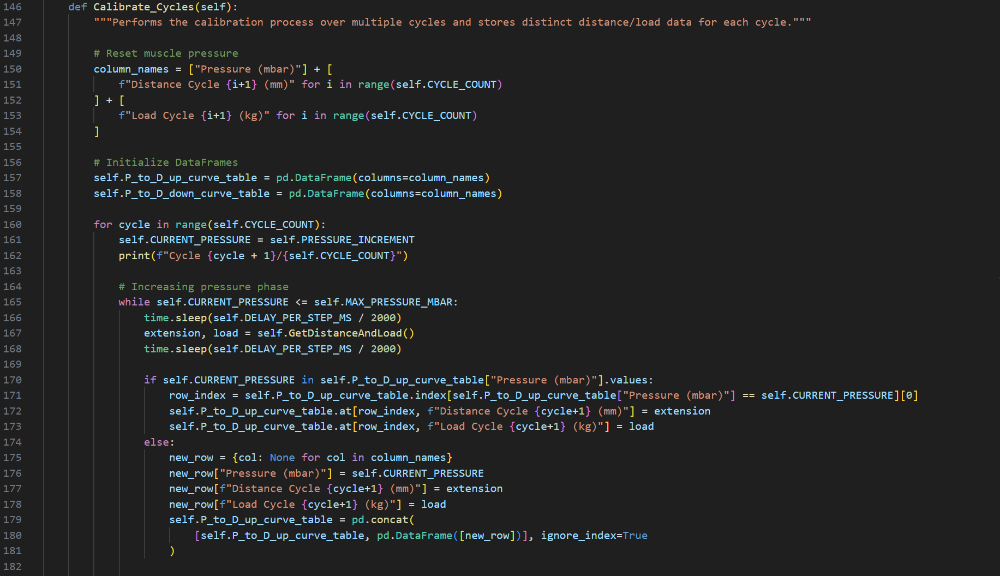 146 def Calibrate_Cycles(self):
147 """Performs the calibration process over multiple cycles and stores distinct distance/load data for each cycle."""
148
149 # Reset muscle pressure
150 column_names = ["Pressure (mbar)"] + [
151 f"Distance Cycle {i+1} (mm)" for i in range(self.CYCLE_COUNT)
152 ] + [
153 f"Load Cycle {i+1} (kg)" for i in range(self.CYCLE_COUNT)
154 ]
155
156 # Initialize DataFrames
157 self.P_to_D_up_curve_table = pd.DataFrame(columns=column_names)
158 self.P_to_D_down_curve_table = pd.DataFrame(columns=column_names)
159
160 for cycle in range(self.CYCLE_COUNT):
161 self.CURRENT_PRESSURE = self.PRESSURE_INCREMENT
162 print(f"Cycle {cycle + 1}/{self.CYCLE_COUNT}")
163
164 # Increasing pressure phase
165 while self.CURRENT_PRESSURE <= self.MAX_PRESSURE_MBAR:
166 time.sleep(self.DELAY_PER_STEP_MS / 2000)
167 extension, load = self.GetDistanceAndLoad()
168 time.sleep(self.DELAY_PER_STEP_MS / 2000)
169
170 if self.CURRENT_PRESSURE in self.P_to_D_up_curve_table["Pressure (mbar)"].values:
171 row_index = self.P_to_D_up_curve_table.index[self.P_to_D_up_curve_table["Pressure (mbar)"] == self.CURRENT_PRESSURE][0]
172 self.P_to_D_up_curve_table.at[row_index, f"Distance Cycle {cycle+1} (mm)"] = extension
173 self.P_to_D_up_curve_table.at[row_index, f"Load Cycle {cycle+1} (kg)"] = load
174 else:
175 new_row = {col: None for col in column_names}
176 new_row["Pressure (mbar)"] = self.CURRENT_PRESSURE
177 new_row[f"Distance Cycle {cycle+1} (mm)"] = extension
178 new_row[f"Load Cycle {cycle+1} (kg)"] = load
179 self.P_to_D_up_curve_table = pd.concat(
180 [self.P_to_D_up_curve_table, pd.DataFrame([new_row])], ignore_index=True
181 )
182